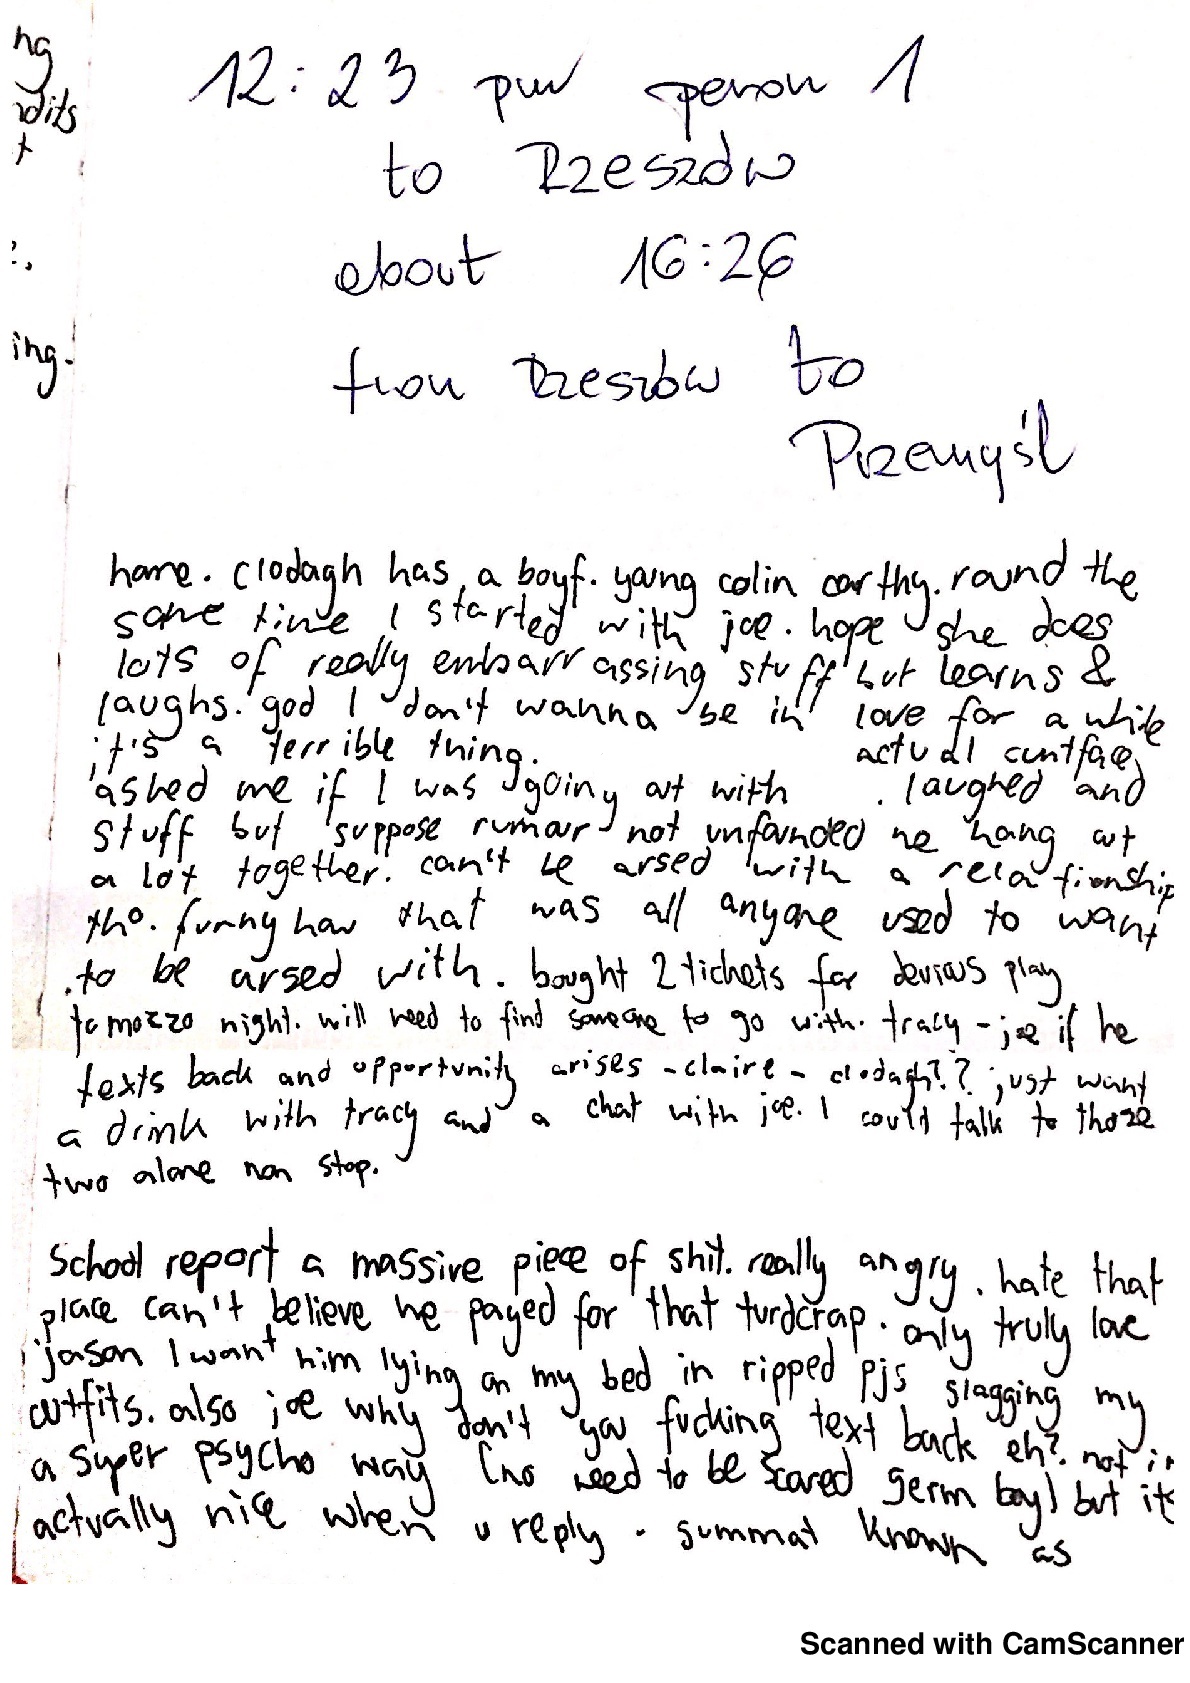 ng
dits
t
ing.
12:23 pm peron 1
to Rzeszów
about 16:26
from Rzeszów to
Przemyśl
home. clodagh has a boyf. young colin carthy. round the
same time I started with joe. hope she does
lots of really embarrassing stuff but learns &
laughs. god I don't wanna be in love for a while
it's a terrible thing. actual cuntface,
asked me if I was going out with . laughed and
stuff but suppose rumour not unfounded we hang out
a lot together. can't be arsed with a relationship
tho. funny how that was all anyone used to want
to be arsed with. bought 2 tickets for devious play
tomozzo night. will need to find someone to go with. tracy - joe if he
texts back and opportunity arises - claire - clodagh?? just want
a drink with tracy and a chat with joe. I could talk to those
two alone non stop.
School report a massive piece of shit. really angry. hate that
place can't believe we payed for that turdcrap. only truly love
jason I want him lying on my bed in ripped pjs slagging my
outfits. also joe why don't you fucking text back eh? not in
a super psycho way (no need to be scared germ boy) but its
actually nice when u reply. summat known as
Scanned with CamScanner